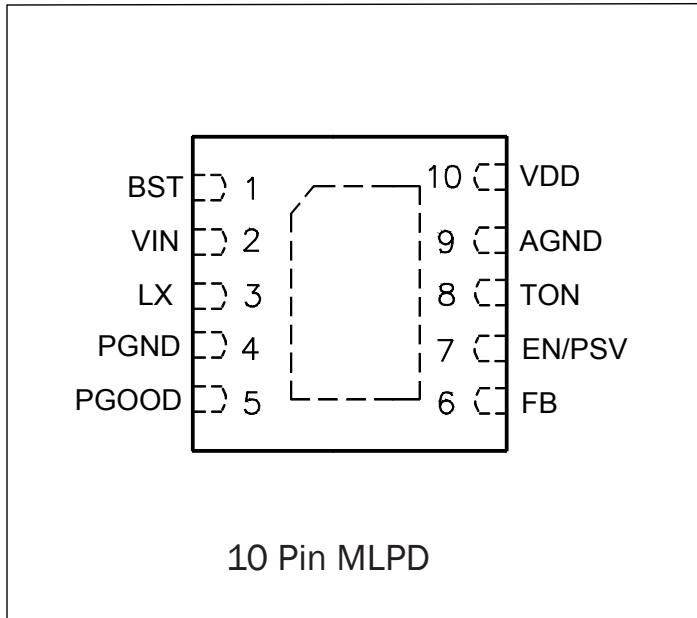 BST 1 10 VDD
VIN 2 9 AGND
LX 3 8 TON
PGND 4 7 EN/PSV
PGOOD 5 6 FB
10 Pin MLPD